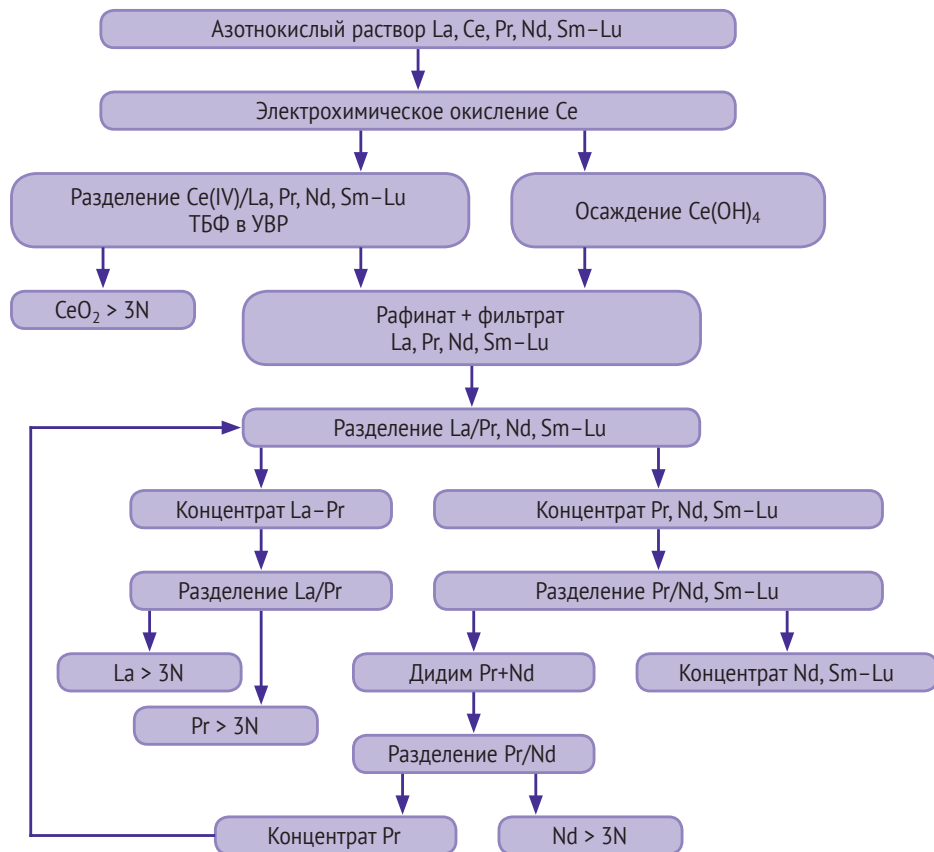 Азотнокислый раствор La, Ce, Pr, Nd, Sm–Lu
Электрохимическое окисление Ce
Разделение Ce(IV)/La, Pr, Nd, Sm–Lu
ТБФ в УВР
Осаждение Ce(OH)₄
CeO₂ > 3N
Рафинат + фильтрат
La, Pr, Nd, Sm–Lu
Разделение La/Pr, Nd, Sm–Lu
Концентрат La–Pr
Концентрат Pr, Nd, Sm–Lu
Разделение La/Pr
Разделение Pr/Nd, Sm–Lu
La > 3N
Дидим Pr+Nd
Концентрат Nd, Sm–Lu
Pr > 3N
Разделение Pr/Nd
Концентрат Pr
Nd > 3N